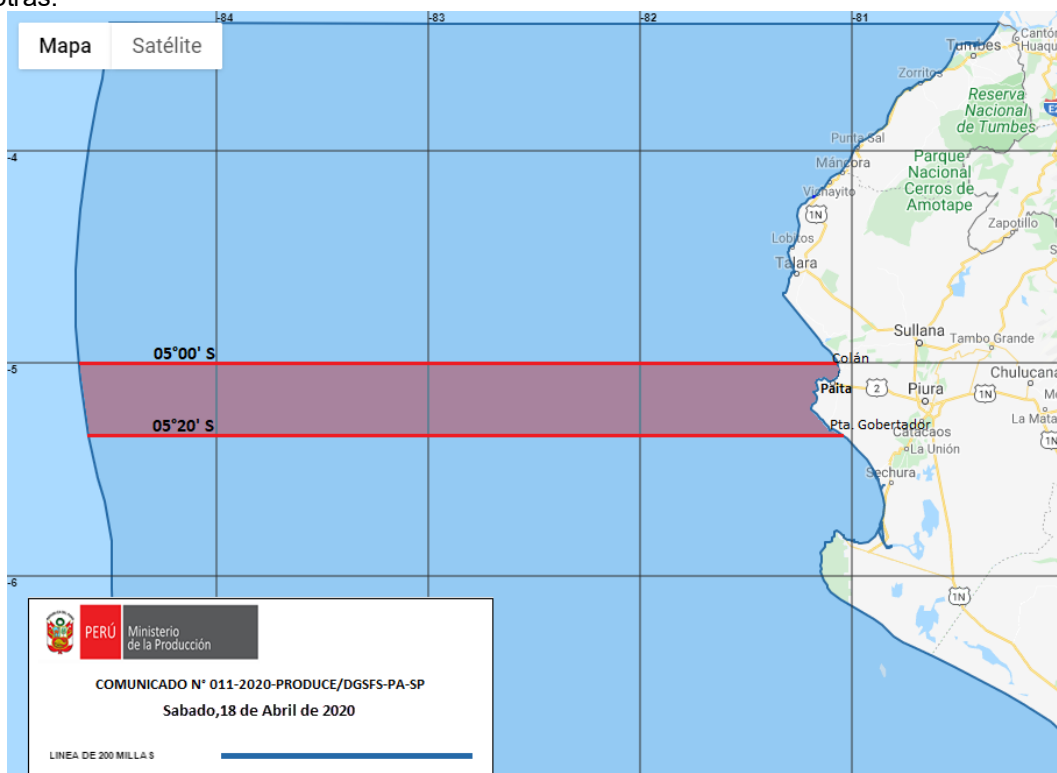 otras.
Mapa Satélite
-84 -83 -82 -81
Cantón
Huaqu
Tumbes
Zorritos
Reserva
Nacional
de Tumbes
-4
Punta Sal
Parque
Nacional
Cerros de
Amotape
Máncora
Vichayito
1N
Zapotillo
Lobitos
Talara
Sullana
Tambo Grande
05°00' S
Colán
-5
Chulucana
Paita
2
Piura
1N
05°20' S
Pta. Gobertador
La Mata
Catacaos
1N
La Unión
Sechura
-6
1N
PERÚ
Ministerio
de la Producción
COMUNICADO N° 011-2020-PRODUCE/DGSFS-PA-SP
Sabado,18 de Abril de 2020
LINEA DE 200 MILLAS